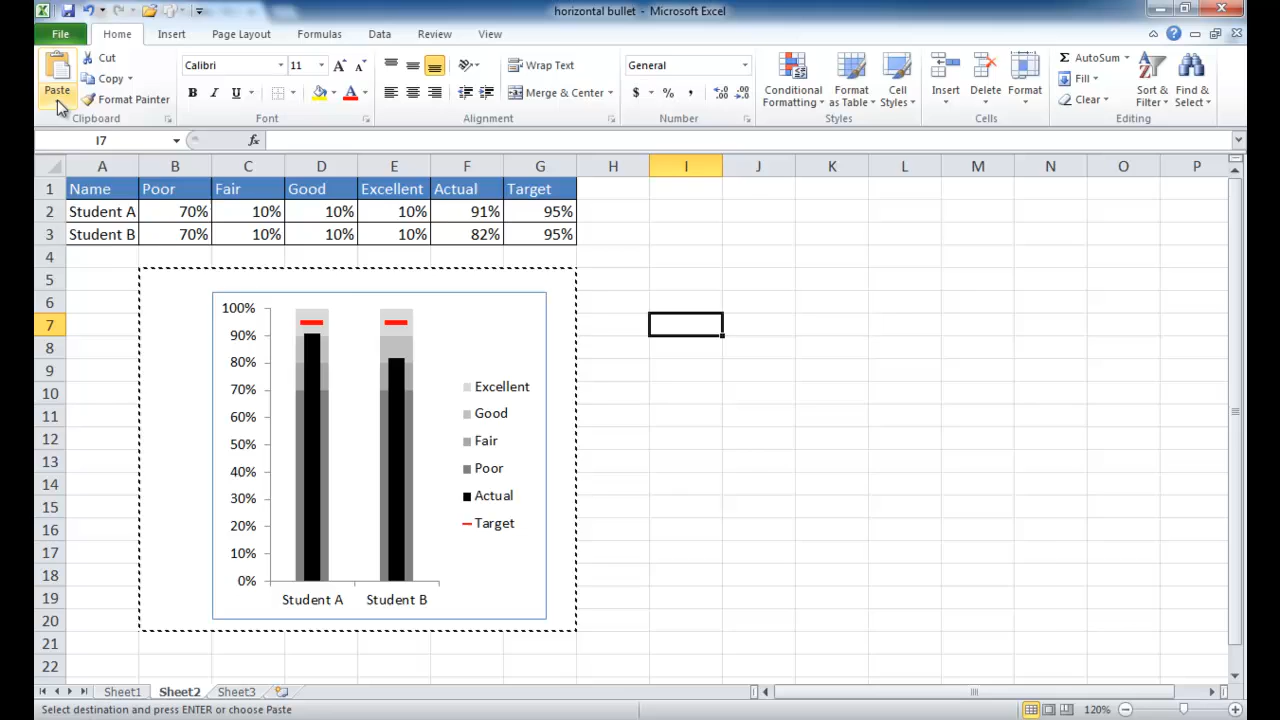 horizontal bullet - Microsoft Excel
File Home Insert Page Layout Formulas Data Review View
Paste
Cut
Copy
Format Painter
Clipboard
Calibri 11
B I U
Font
Wrap Text
Merge & Center
Alignment
General
$ % ,
Number
Conditional Formatting
Format as Table
Cell Styles
Styles
Insert Delete Format
Cells
AutoSum
Fill
Clear
Sort & Filter
Find & Select
Editing
I7 fx
A B C D E F G H I J K L M N O P
1 Name Poor Fair Good Excellent Actual Target
2 Student A 70% 10% 10% 10% 91% 95%
3 Student B 70% 10% 10% 10% 82% 95%
4
5
6
7
8
9
10
11
12
13
14
15
16
17
18
19
20
21
22
100%
90%
80%
70%
60%
50%
40%
30%
20%
10%
0%
Student A Student B
Excellent
Good
Fair
Poor
Actual
Target
Sheet1 Sheet2 Sheet3
Select destination and press ENTER or choose Paste 120%